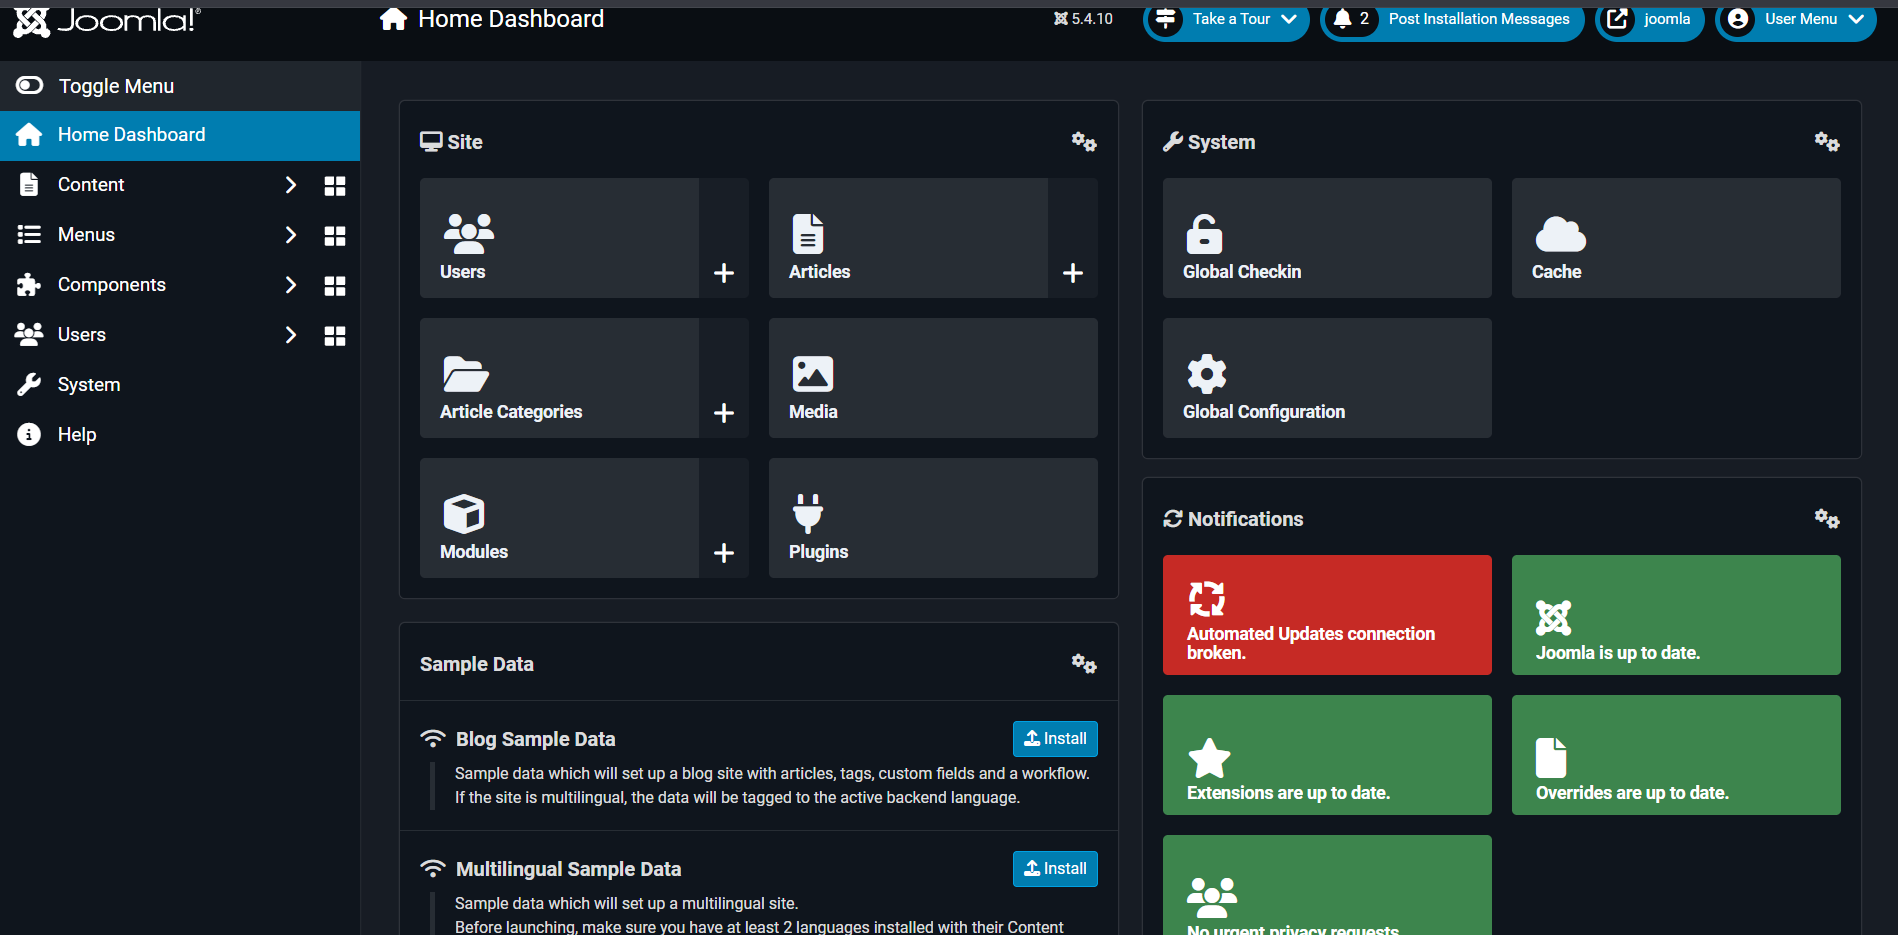 Joomla!®
Home Dashboard
5.4.10
Take a Tour
2 Post Installation Messages
joomla
User Menu
Toggle Menu
Home Dashboard
Content
Menus
Components
Users
System
Help
Site
Users
Articles
Article Categories
Media
Modules
Plugins
Sample Data
Blog Sample Data
Install
Sample data which will set up a blog site with articles, tags, custom fields and a workflow.
If the site is multilingual, the data will be tagged to the active backend language.
Multilingual Sample Data
Install
Sample data which will set up a multilingual site.
Before launching, make sure you have at least 2 languages installed with their Content
System
Global Checkin
Cache
Global Configuration
Notifications
Automated Updates connection
broken.
Joomla is up to date.
Extensions are up to date.
Overrides are up to date.
No urgent privacy requests.